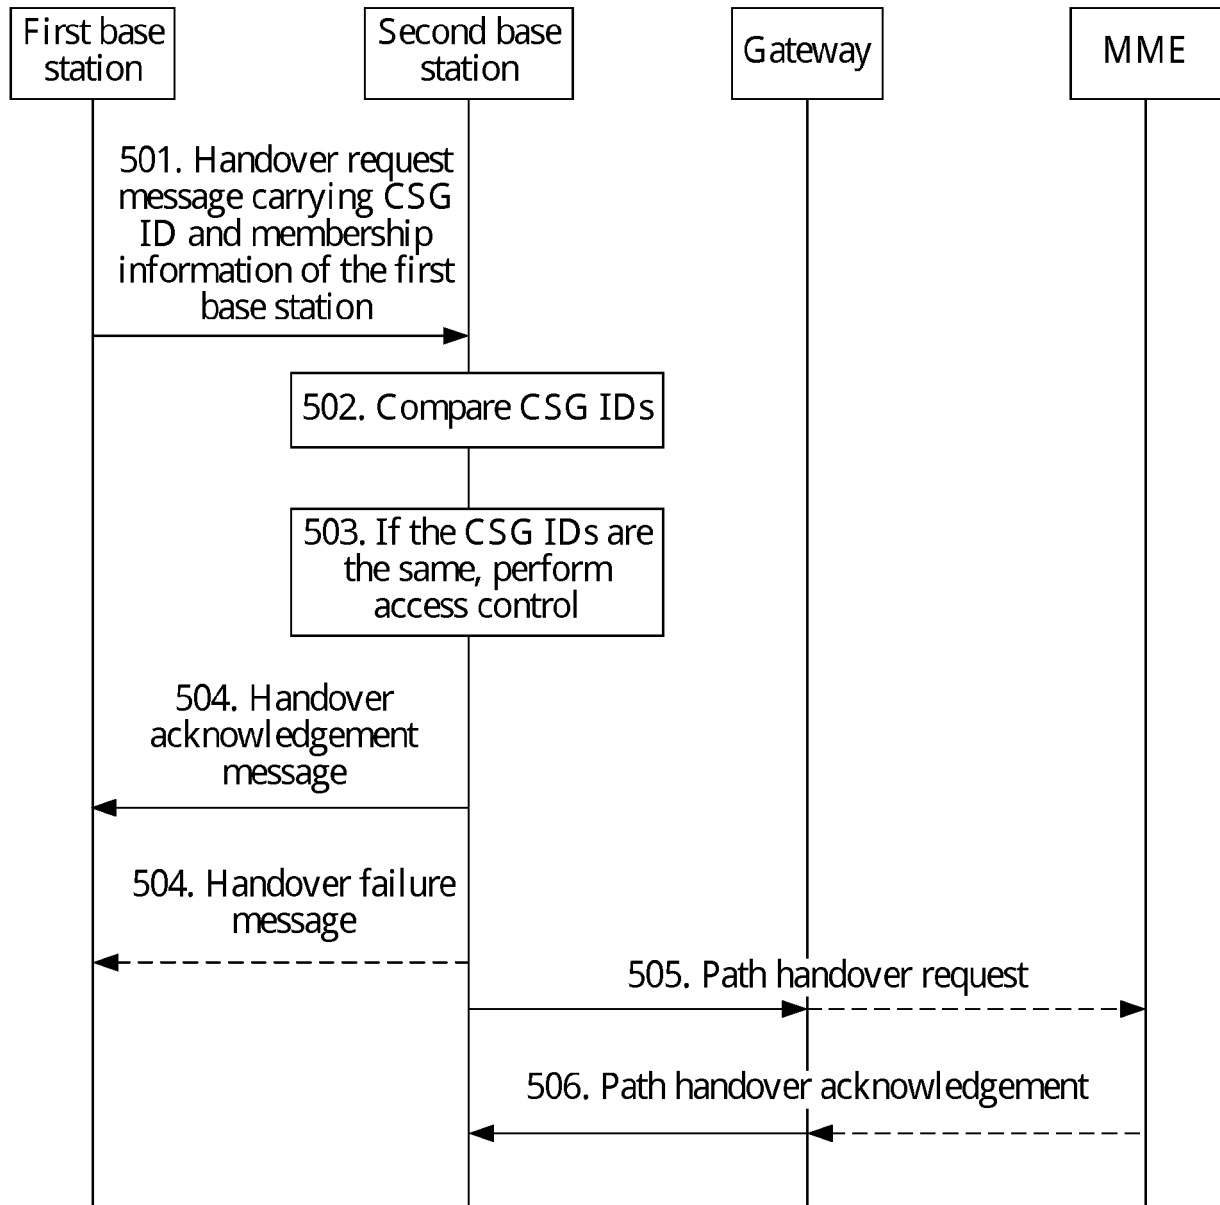 First base
station
Second base
station
Gateway
MME
501. Handover request
message carrying CSG
ID and membership
information of the first
base station
502. Compare CSG IDs
503. If the CSG IDs are
the same, perform
access control
504. Handover
acknowledgement
message
504. Handover failure
message
505. Path handover request
506. Path handover acknowledgement